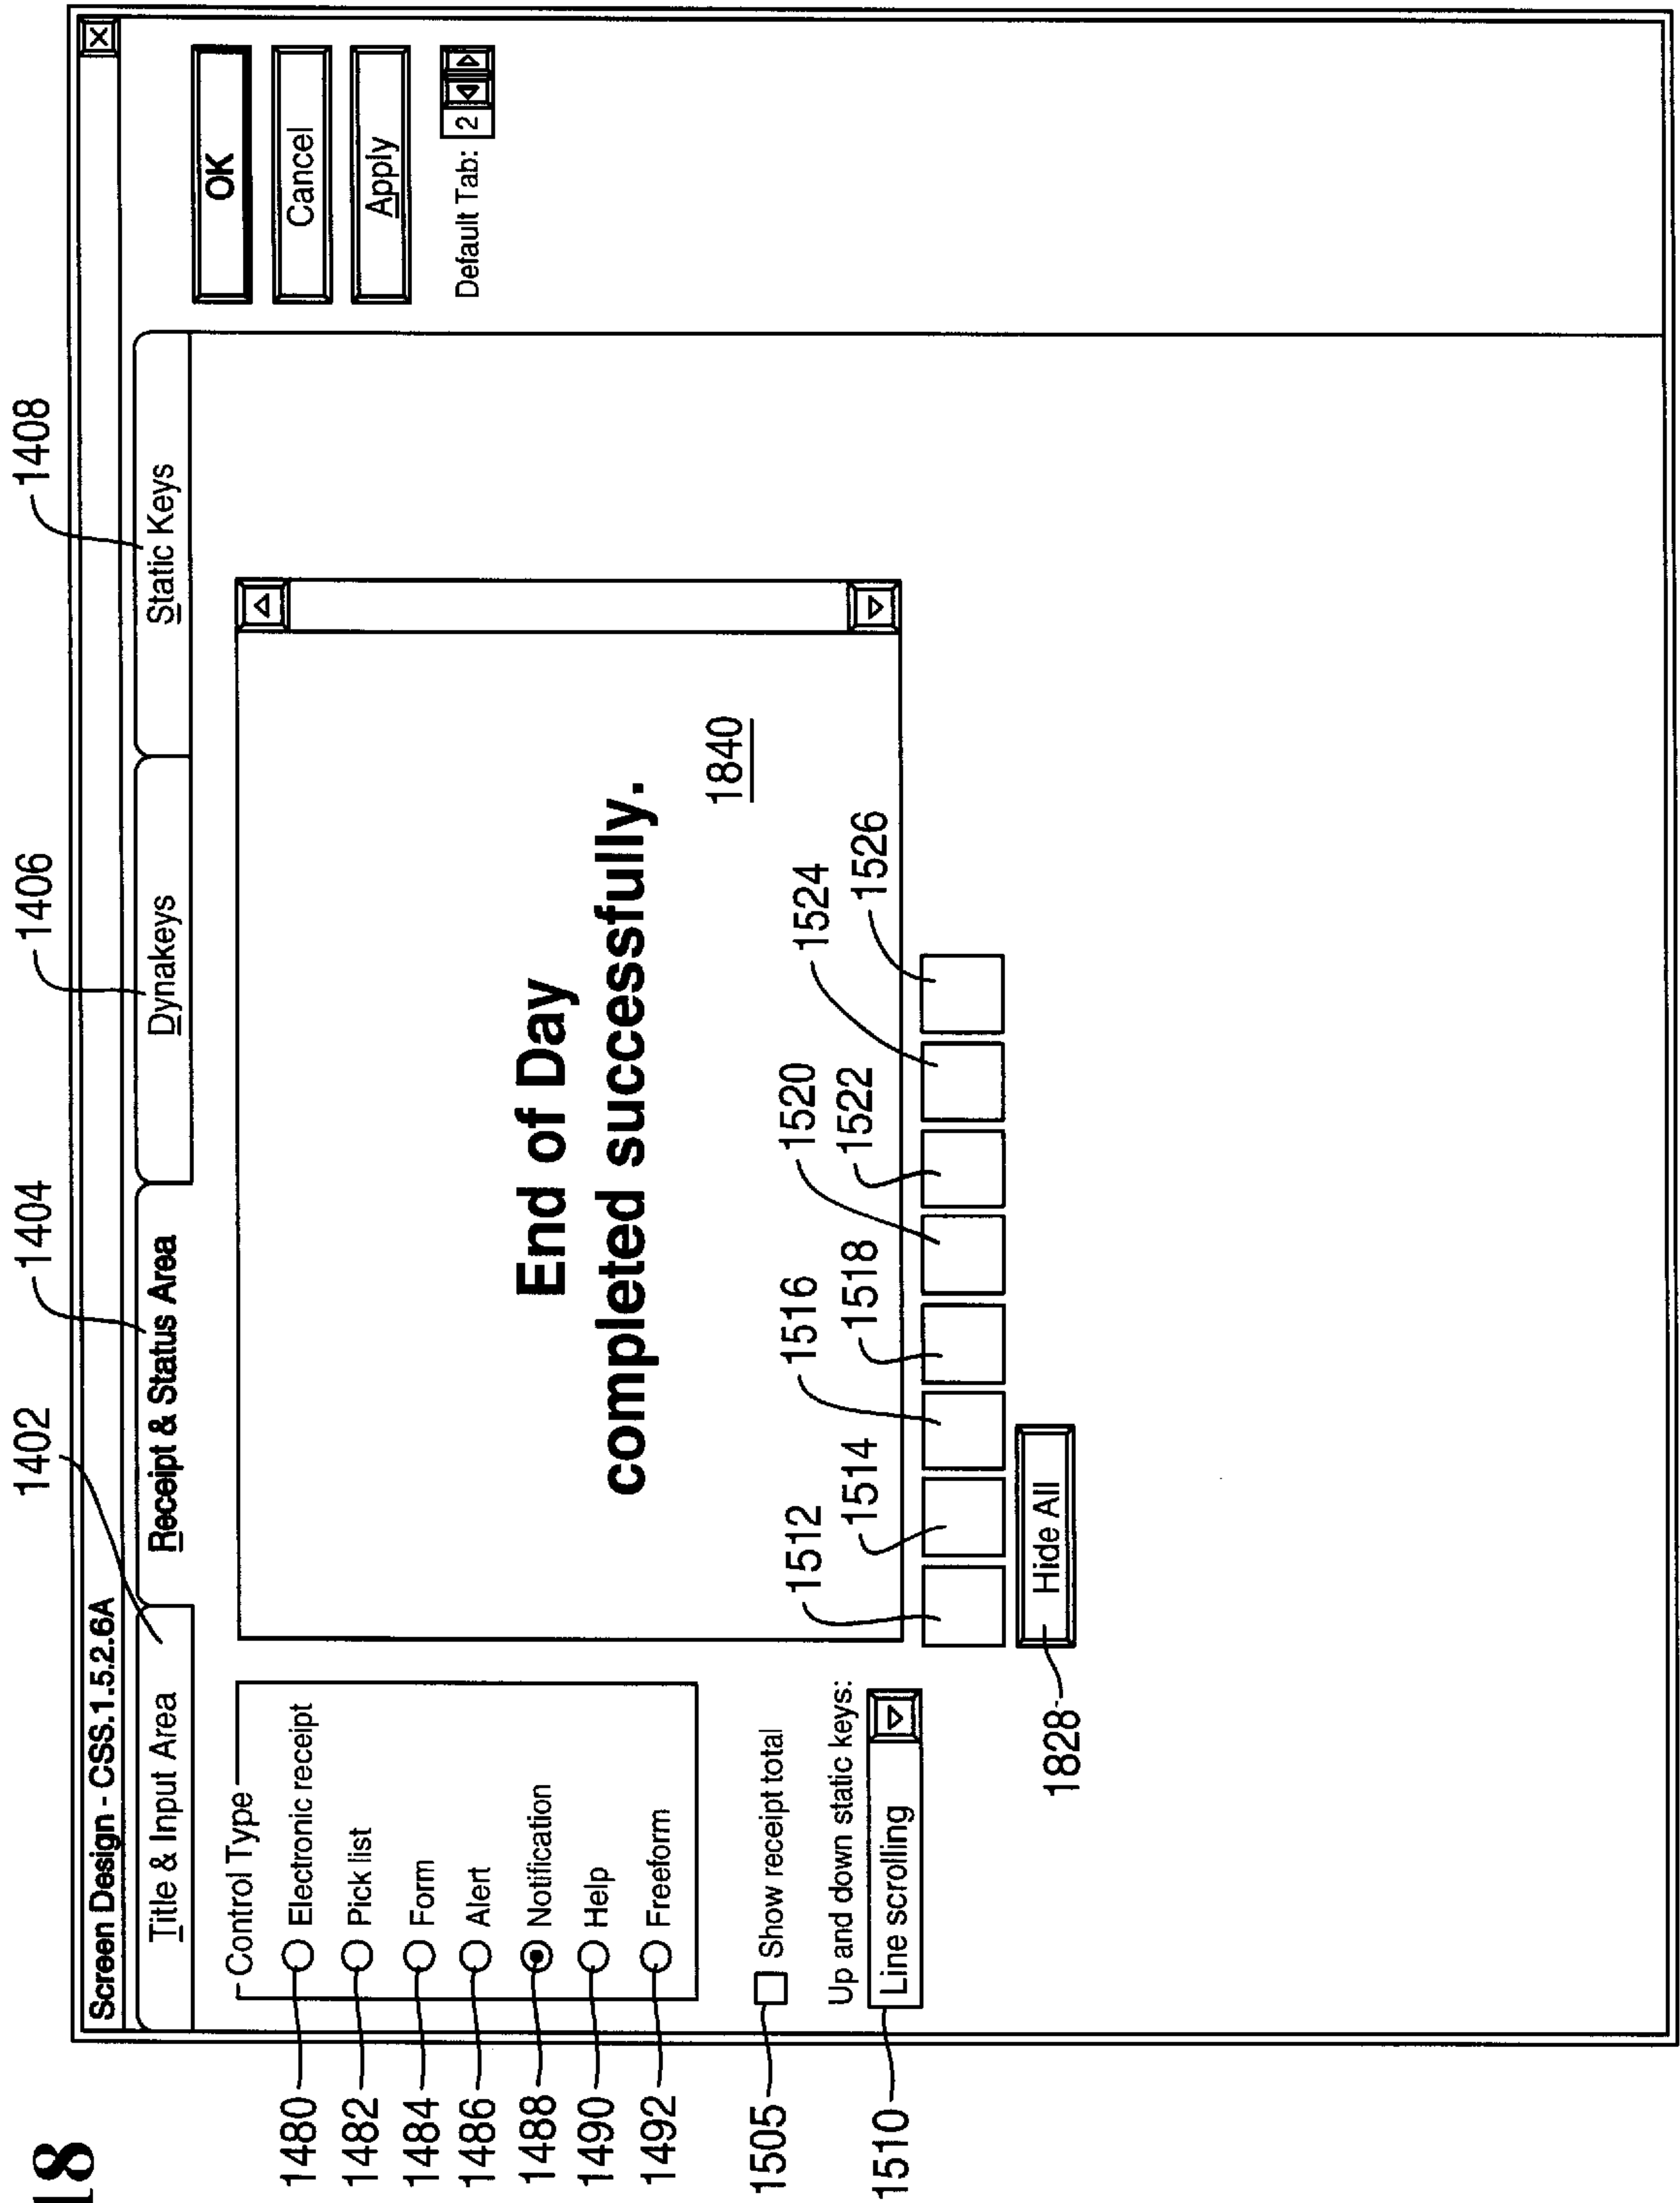 18
1402
1404
1406
1408
Screen Design - CSS.1.5.2.6A
Title & Input Area
Receipt & Status Area
Dynakeys
Static Keys
OK
Cancel
Apply
Default Tab: 2
Control Type
1480 Electronic receipt
1482 Pick list
1484 Form
1486 Alert
1488 Notification
1490 Help
1492 Freeform
1505 Show receipt total
Up and down static keys:
1510 Line scrolling
End of Day
completed successfully.
1840
1512
1514
1516
1518
1520
1522
1524
1526
Hide All
1828